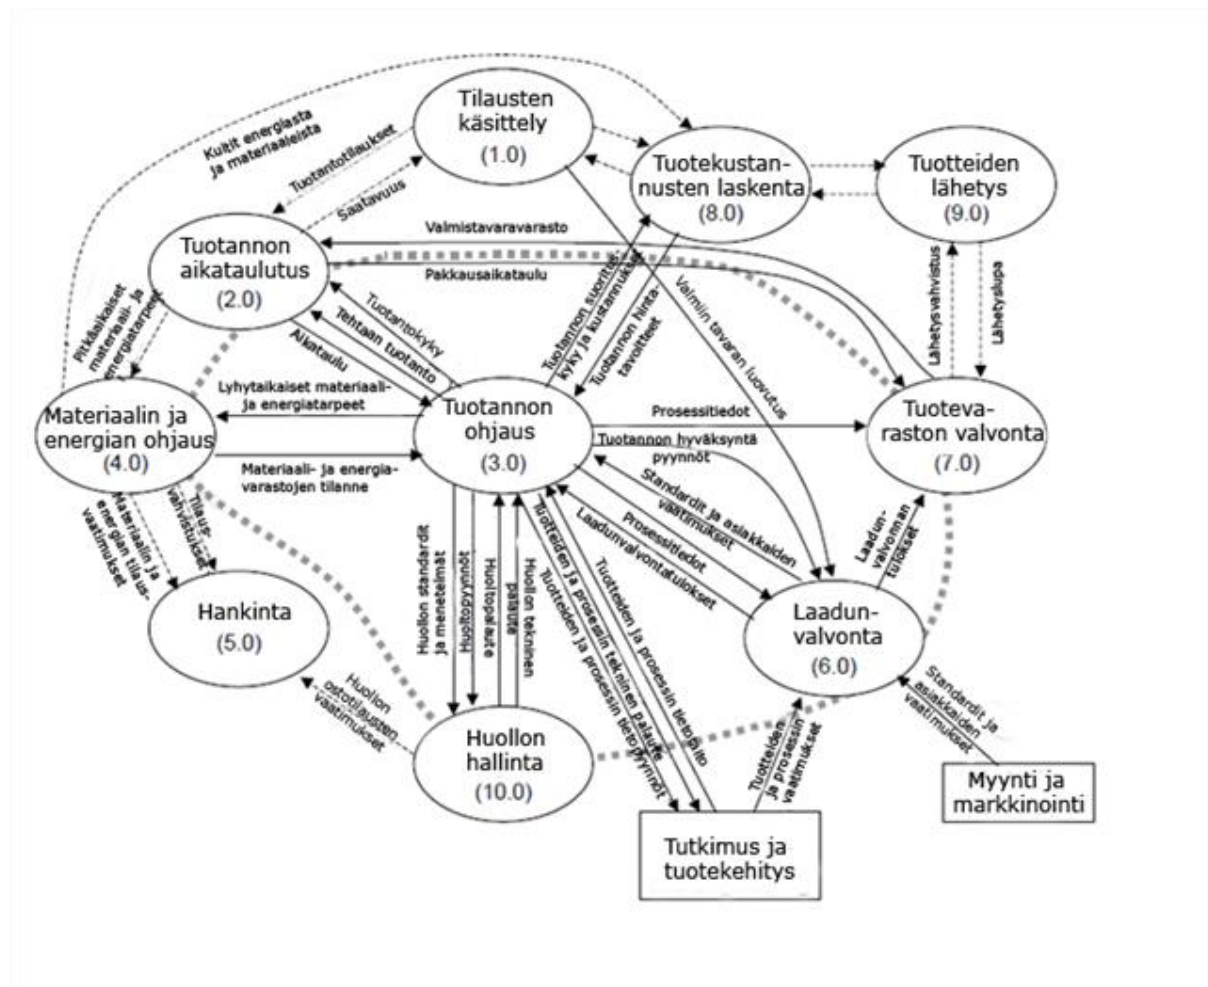 Tilausten
käsittely
(1.0)
Kuitit energiasta
ja materiaaleista
Tuotantotilaukset
Saatavuus
Tuotekustan-
nusten laskenta
(8.0)
Tuotteiden
lähetys
(9.0)
Tuotannon
aikataulutus
(2.0)
Valmistavaravarasto
Pakkausaikataulu
Tuotannon suoritus-
kyky ja kustannukset
Tuotannon hinta-
tavoitteet
Valmiin tavaran luovutus
Lähetysvahvistus
Lähetyslupa
Pitkäaikaiset
materiaali- ja
energiatarpeet
Tuotantokyky
Tehtaan tuotanto
Aikataulu
Lyhytaikaiset materiaali-
ja energiatarpeet
Materiaalin ja
energian ohjaus
(4.0)
Tuotannon
ohjaus
(3.0)
Prosessitiedot
Tuotannon hyväksyntä
pyynnöt
Tuoteva-
raston valvonta
(7.0)
Materiaali- ja energia-
varastojen tilanne
Standardit ja asiakkaiden
vaatimukset
Prosessitiedot
Laadunvalvontatulokset
Laadun-
valvonnan
tulokset
Materiaalin ja
energian tilaus-
vaatimukset
Tilaus-
vahvistukset
Hankinta
(5.0)
Huollon standardit
ja menetelmät
Huoltopyynnöt
Huoltopalaute
Huollon tekninen
palaute
Tuotteiden ja prosessin tekninen palaute
Tuotteiden ja prosessin tietopyynnöt
Tuotteiden ja prosessin tietotaito
Laadun-
valvonta
(6.0)
Huollon
ostotilausten
vaatimukset
Huollon
hallinta
(10.0)
Tuotteiden
ja prosessin
vaatimukset
Standardit ja
asiakkaiden
vaatimukset
Myynti ja
markkinointi
Tutkimus ja
tuotekehitys